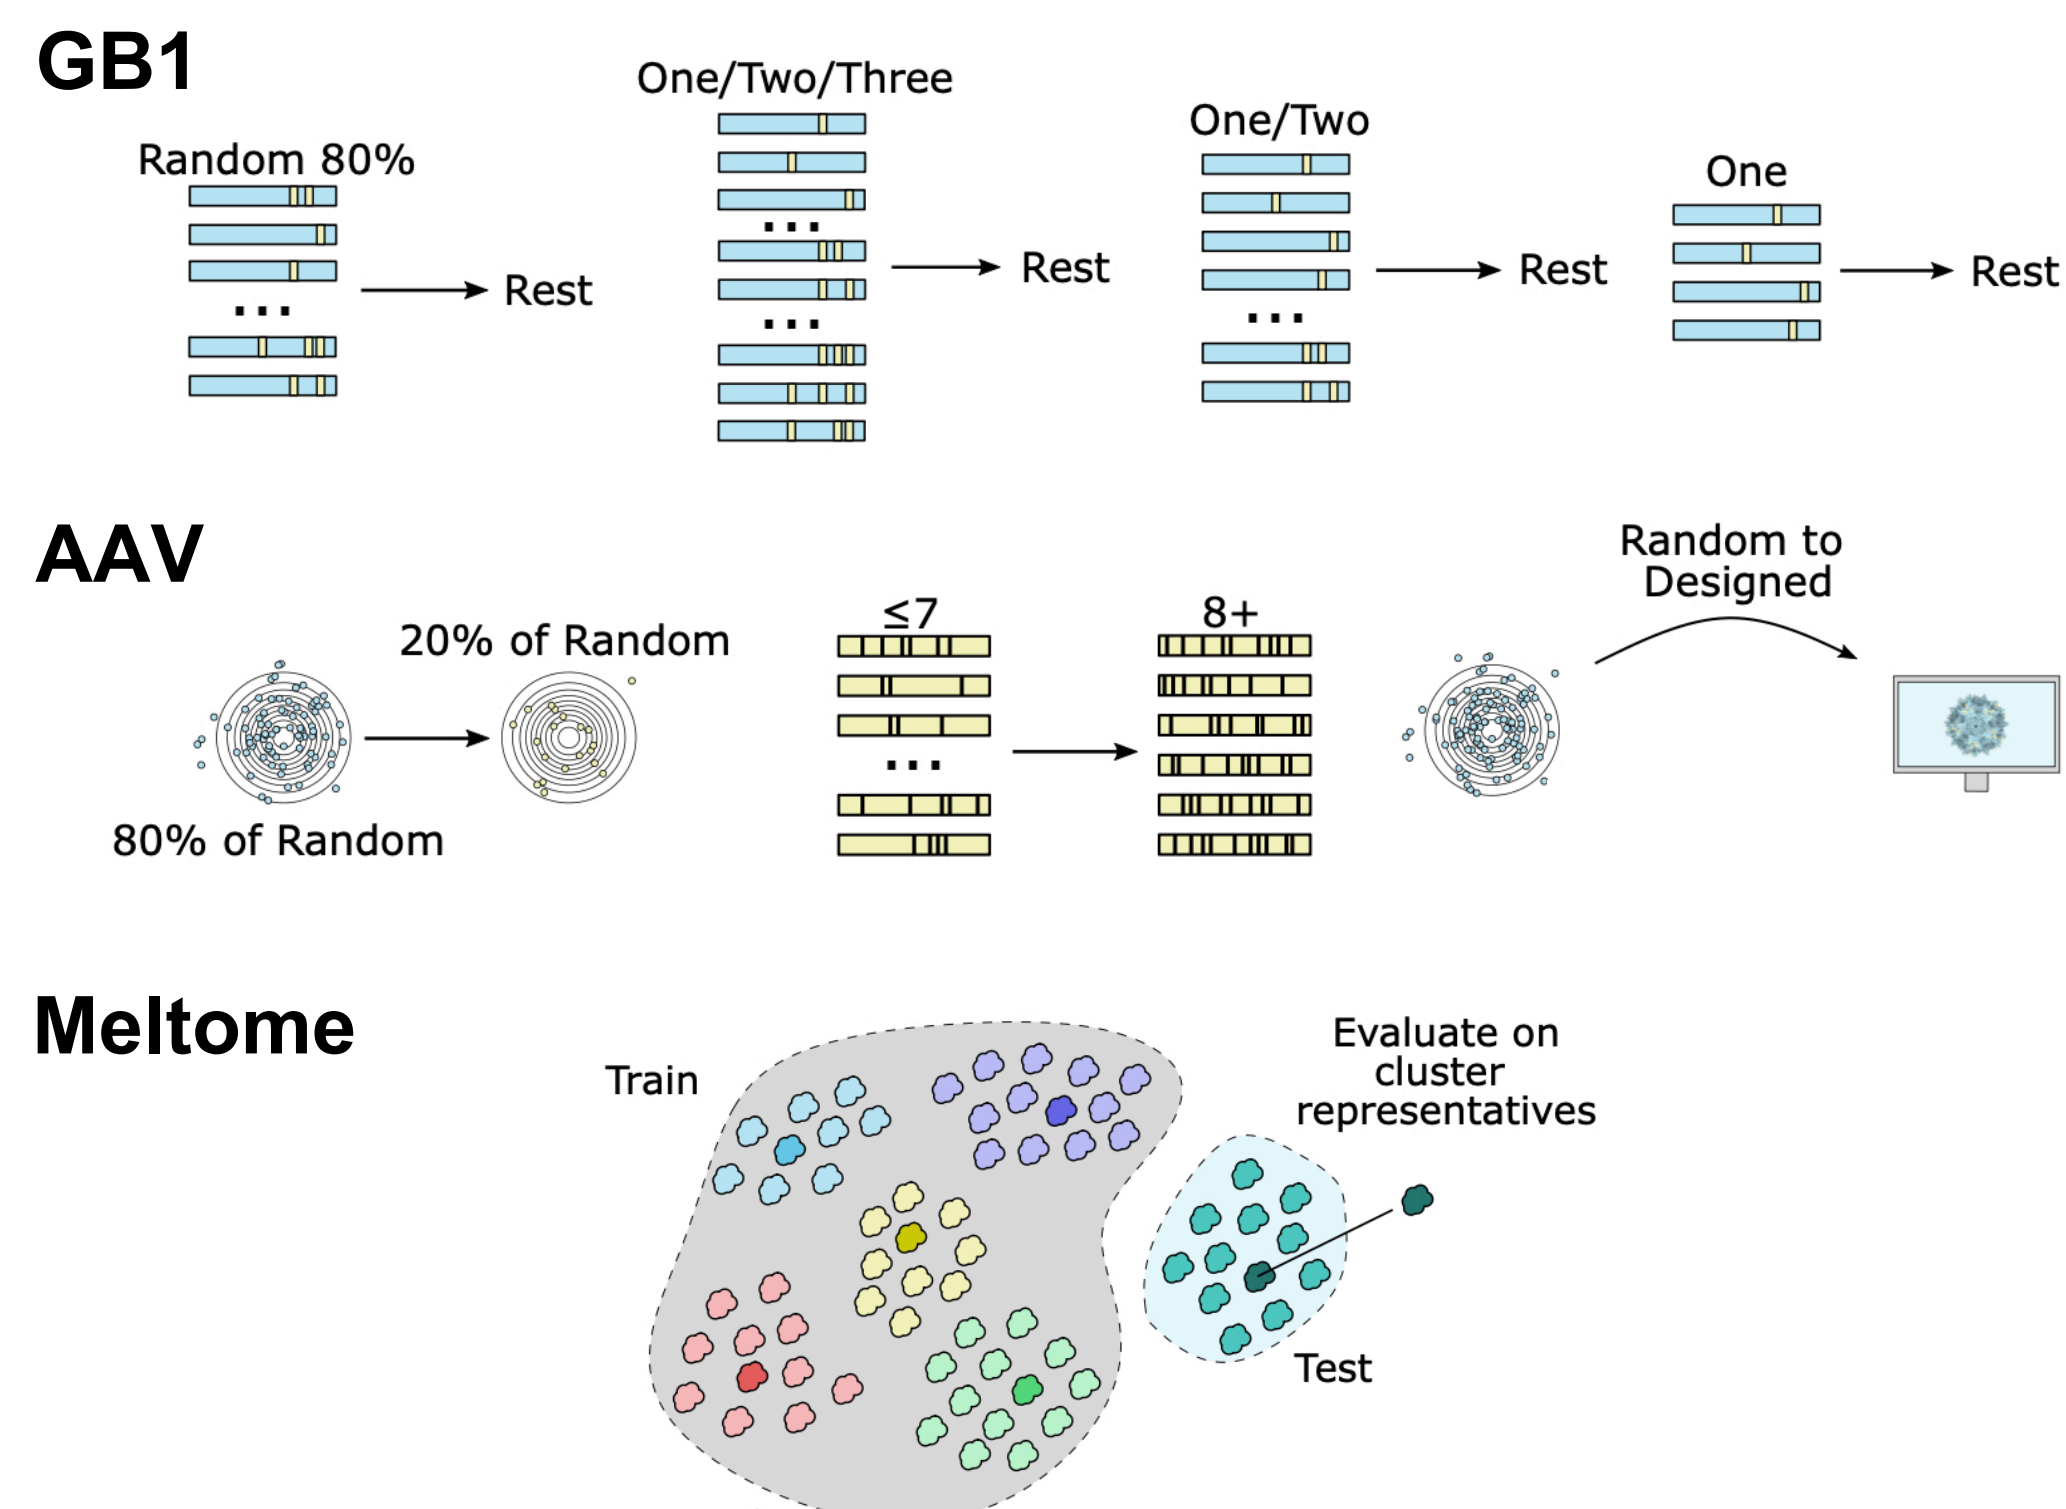 GB1
Random 80%
Rest
One/Two/Three
Rest
One/Two
Rest
One
Rest
AAV
80% of Random
20% of Random
≤7
8+
Random to
Designed
Meltome
Train
Evaluate on
cluster
representatives
Test